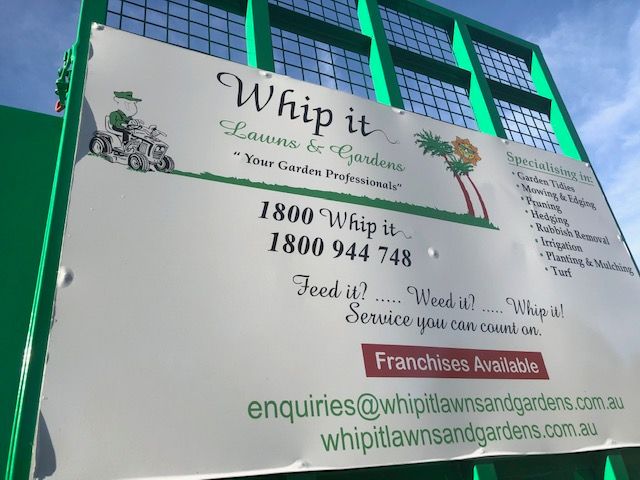 Whip it
Lawns & Gardens
“Your Garden Professionals”
1800 Whip it
1800 944 748
Specialising in:
• Garden Tidies
• Mowing & Edging
• Pruning
• Hedging
• Rubbish Removal
• Irrigation
• Planting & Mulching
• Turf
Feed it? ..... Weed it? ..... Whip it!
Service you can count on.
Franchises Available
enquiries@whipitlawnsandgardens.com.au
whipitlawnsandgardens.com.au